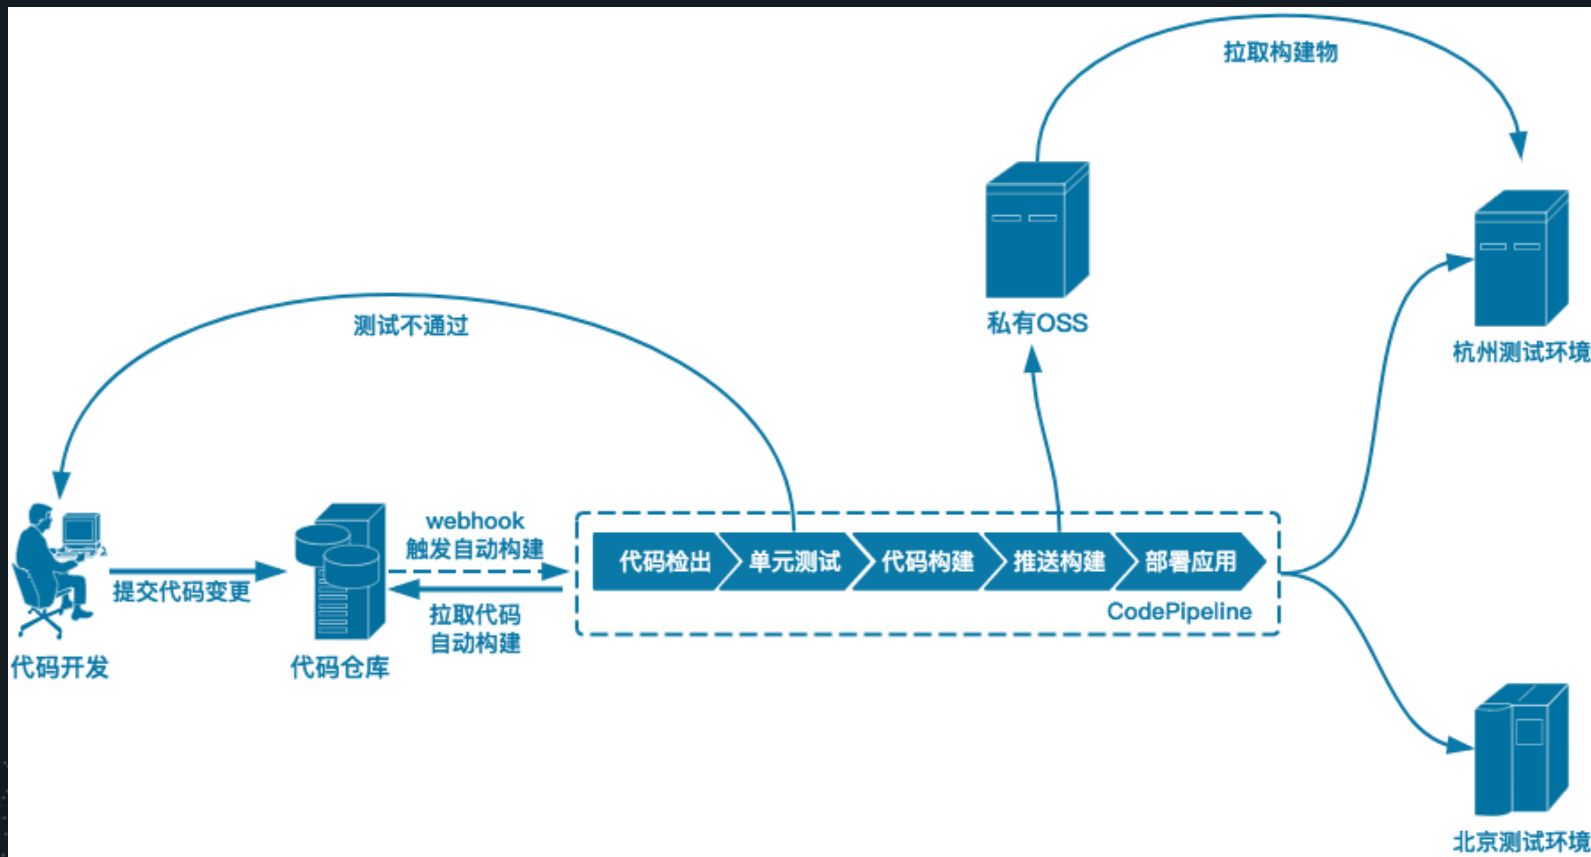 拉取构建物
私有OSS
杭州测试环境
测试不通过
webhook
触发自动构建
提交代码变更
拉取代码
自动构建
代码开发
代码仓库
代码检出
单元测试
代码构建
推送构建
部署应用
CodePipeline
北京测试环境